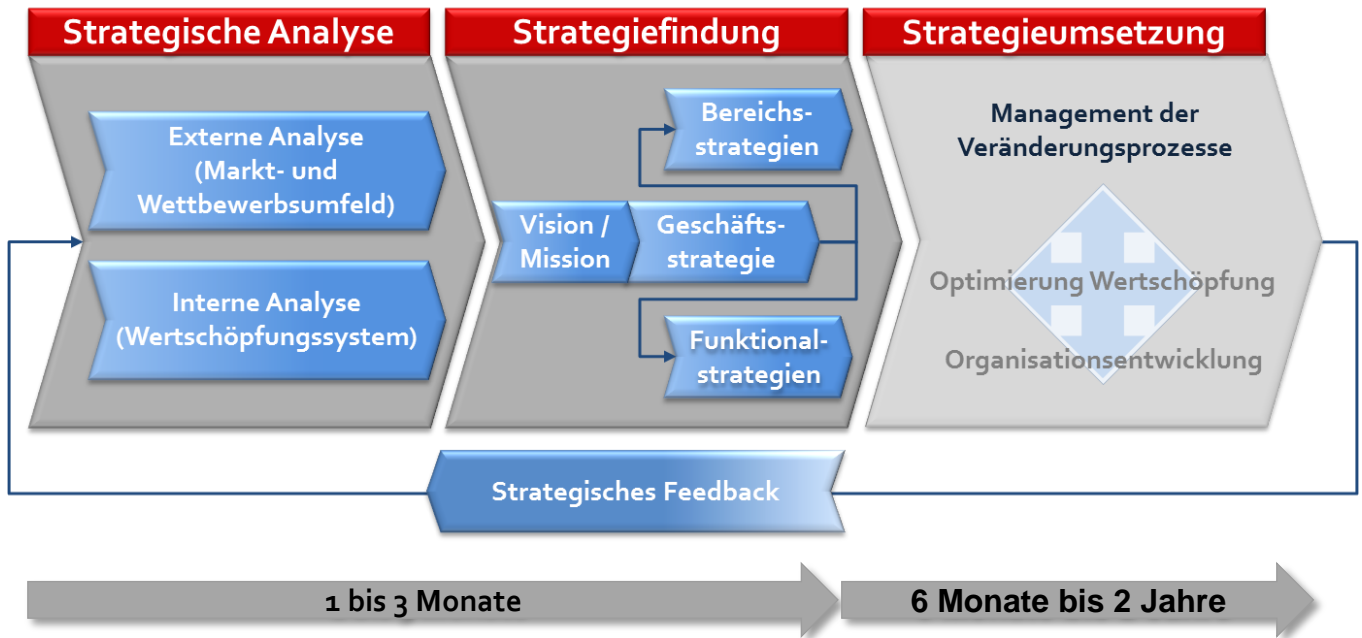 Strategische Analyse
Strategiefindung
Strategieumsetzung
Externe Analyse
(Markt- und
Wettbewerbsumfeld)
Interne Analyse
(Wertschöpfungssystem)
Vision /
Mission
Geschäfts-
strategie
Bereichs-
strategien
Funktional-
strategien
Management der
Veränderungsprozesse
Optimierung Wertschöpfung
Organisationsentwicklung
Strategisches Feedback
1 bis 3 Monate
6 Monate bis 2 Jahre